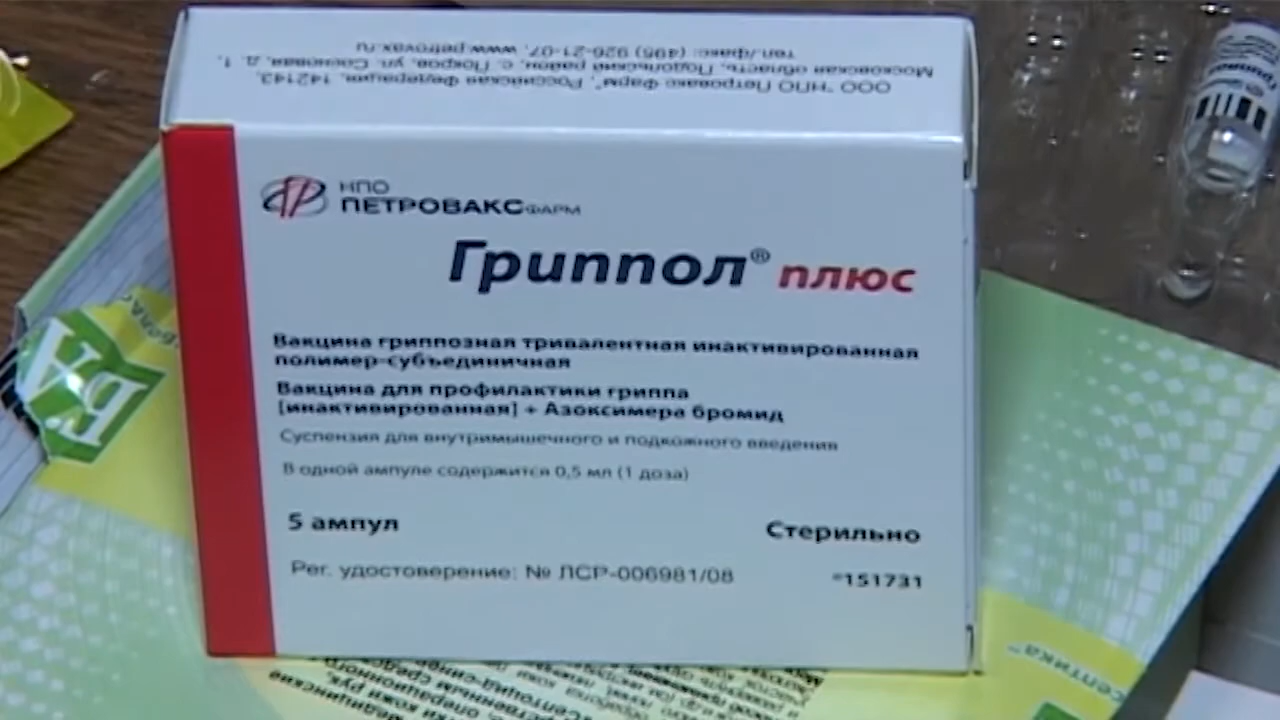 ООО "НПО Петровакс Фарм", Российская Федерация, 142143,
Московская область, Подольский район, с. Покров, ул. Сосновая, д. 1,
тел./факс: (495) 926-21-07, www.petrovax.ru
НПО
ПЕТРОВАКС ФАРМ
Гриппол® плюс
Вакцина гриппозная тривалентная инактивированная
полимер-субъединичная
Вакцина для профилактики гриппа
[инактивированная] + Азоксимера бромид
Суспензия для внутримышечного и подкожного введения
В одной ампуле содержится 0,5 мл (1 доза)
5 ампул
Стерильно
Рег. удостоверение: № ЛСР-006981/08
*151731
септика"